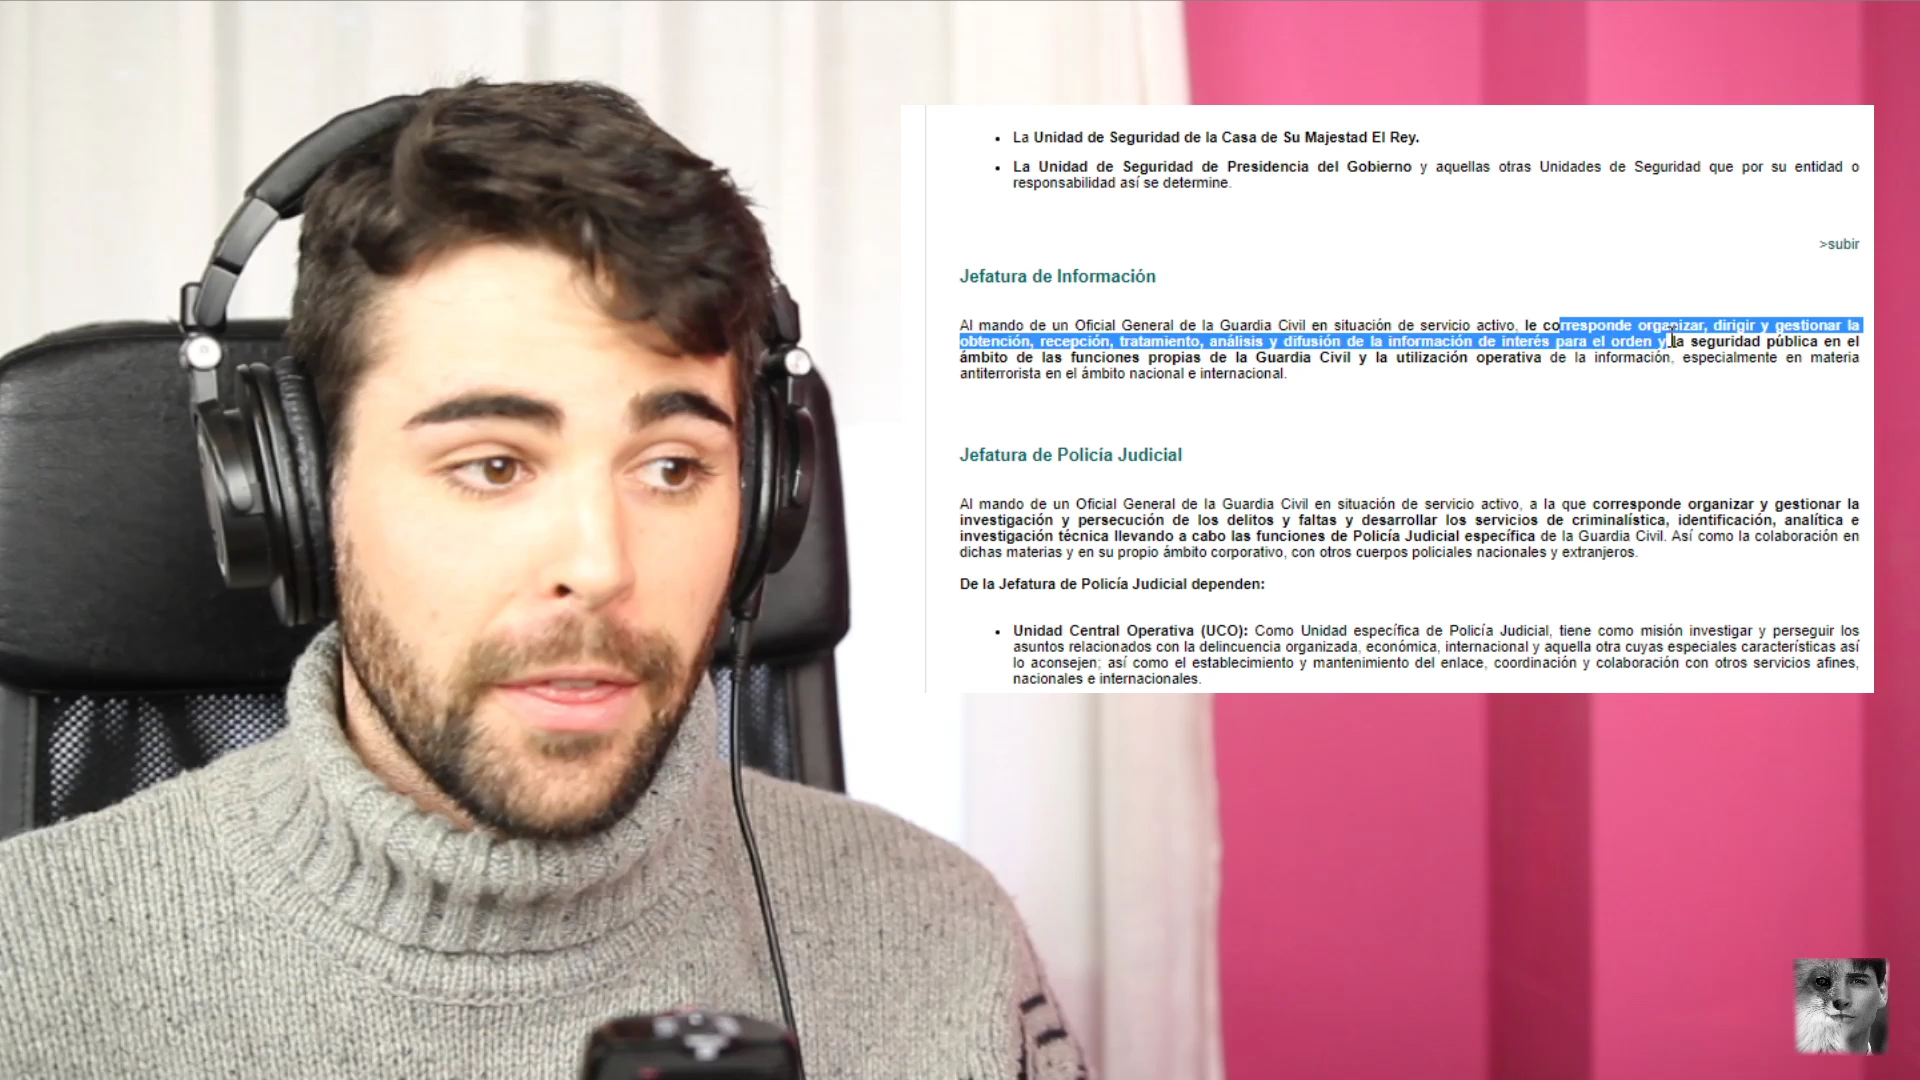 La Unidad de Seguridad de la Casa de Su Majestad El Rey.
La Unidad de Seguridad de Presidencia del Gobierno y aquellas otras Unidades de Seguridad que por su entidad o
responsabilidad así se determine.
>subir
Jefatura de Información
Al mando de un Oficial General de la Guardia Civil en situación de servicio activo, le corresponde organizar, dirigir y gestionar la
obtención, recepción, tratamiento, análisis y difusión de la información de interés para el orden y la seguridad pública en el
ámbito de las funciones propias de la Guardia Civil y la utilización operativa de la información, especialmente en materia
antiterrorista en el ámbito nacional e internacional.
Jefatura de Policía Judicial
Al mando de un Oficial General de la Guardia Civil en situación de servicio activo, a la que corresponde organizar y gestionar la
investigación y persecución de los delitos y faltas y desarrollar los servicios de criminalística, identificación, analítica e
investigación técnica llevando a cabo las funciones de Policía Judicial específica de la Guardia Civil. Así como la colaboración en
dichas materias y en su propio ámbito corporativo, con otros cuerpos policiales nacionales y extranjeros.
De la Jefatura de Policía Judicial dependen:
Unidad Central Operativa (UCO): Como Unidad específica de Policía Judicial, tiene como misión investigar y perseguir los
asuntos relacionados con la delincuencia organizada, económica, internacional y aquella otra cuyas especiales características así
lo aconsejen; así como el establecimiento y mantenimiento del enlace, coordinación y colaboración con otros servicios afines,
nacionales e internacionales.